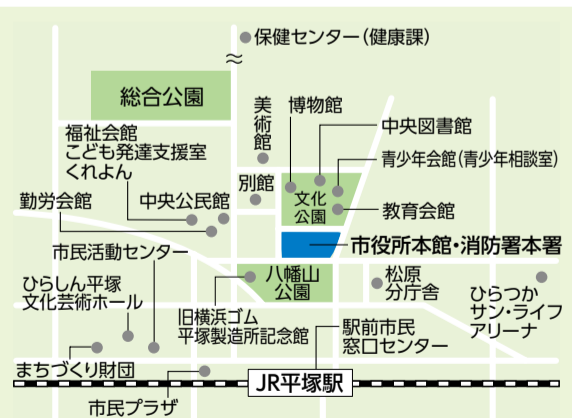 保健センター(健康課)
総合公園
美術館
博物館
中央図書館
福祉会館
こども発達支援室
くれよん
青少年会館(青少年相談室)
別館
文化
公園
勤労会館
中央公民館
教育会館
市役所本館・消防署本署
市民活動センター
八幡山
公園
松原
分庁舎
ひらしん平塚
文化芸術ホール
ひらつか
サン・ライフ
アリーナ
旧横浜ゴム
平塚製造所記念館
駅前市民
窓口センター
まちづくり財団
JR平塚駅
市民プラザ